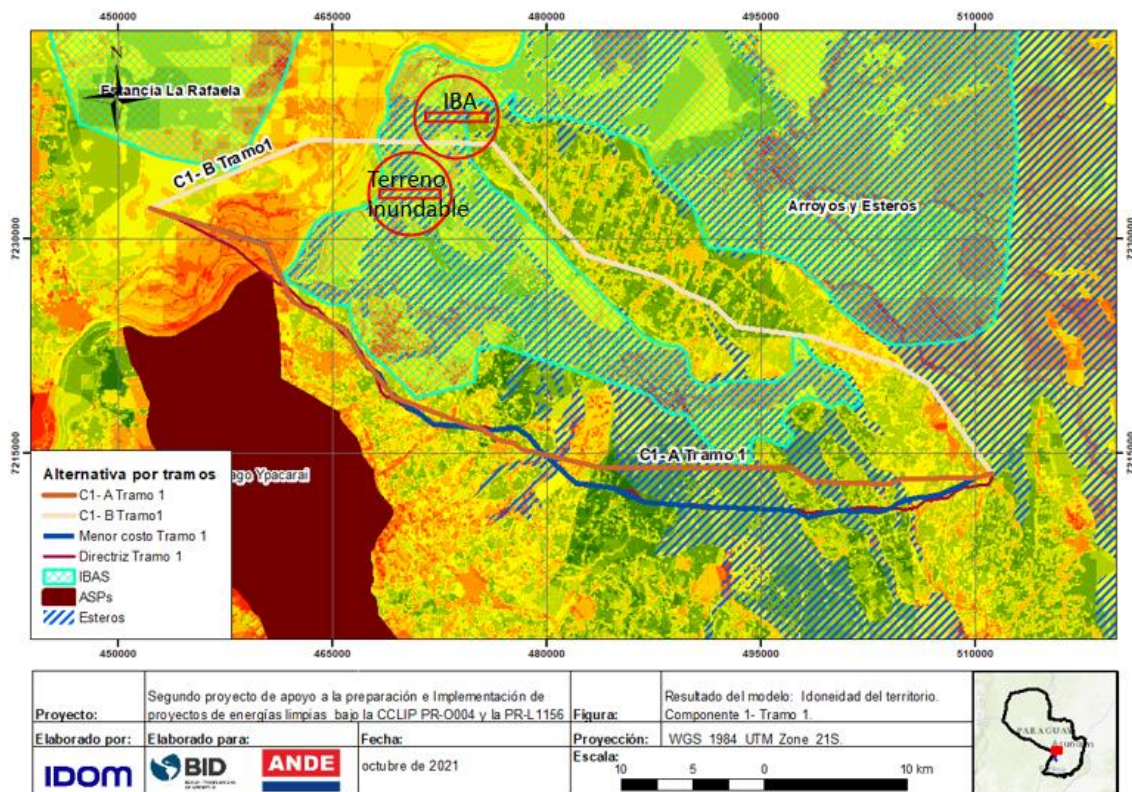 450000 465000 480000 495000 510000
N
Estancia La Rafaela
IBA
C1- B Tramo1
Terreno
inundable
Arroyos y Esteros
7230000 7230000
7215000 7215000
C1- A Tramo 1
ago Ypacarai
Alternativa por tramos
C1- A Tramo 1
C1- B Tramo1
Menor costo Tramo 1
Directriz Tramo 1
IBAS
ASPs
Esteros
450000 465000 480000 495000 510000
Proyecto:
Segundo proyecto de apoyo a la preparación e Implementación de
proyectos de energías limpias bajo la CCLIP PR-O004 y la PR-L1156
Figura:
Resultado del modelo: Idoneidad del territorio.
Componente 1- Tramo 1.
Elaborado por:
Elaborado para:
Fecha:
Proyección:
WGS 1984 UTM Zone 21S.
IDOM
BID
ANDE
octubre de 2021
Escala:
10 5 0 10 km
PARAGUAY